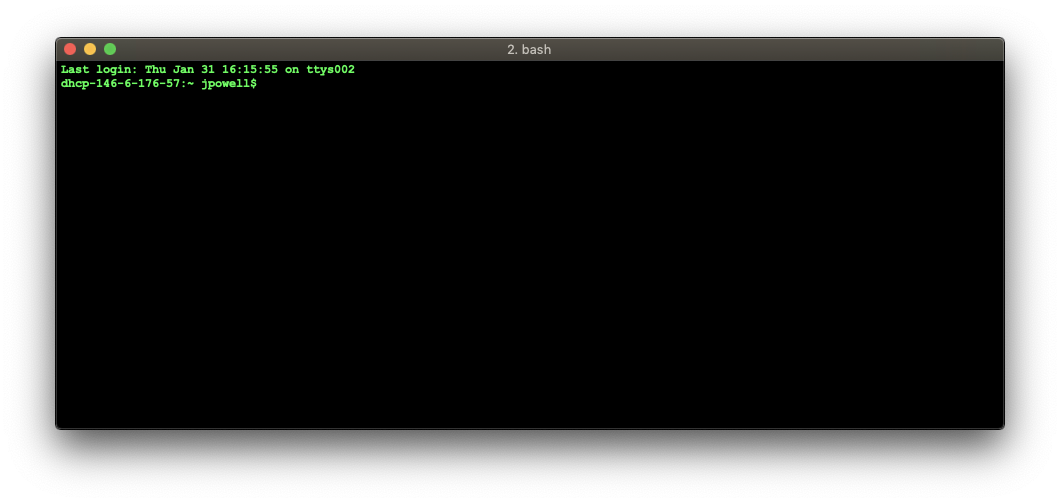 2. bash
Last login: Thu Jan 31 16:15:55 on ttys002
dhcp-146-6-176-57:~ jpowell$